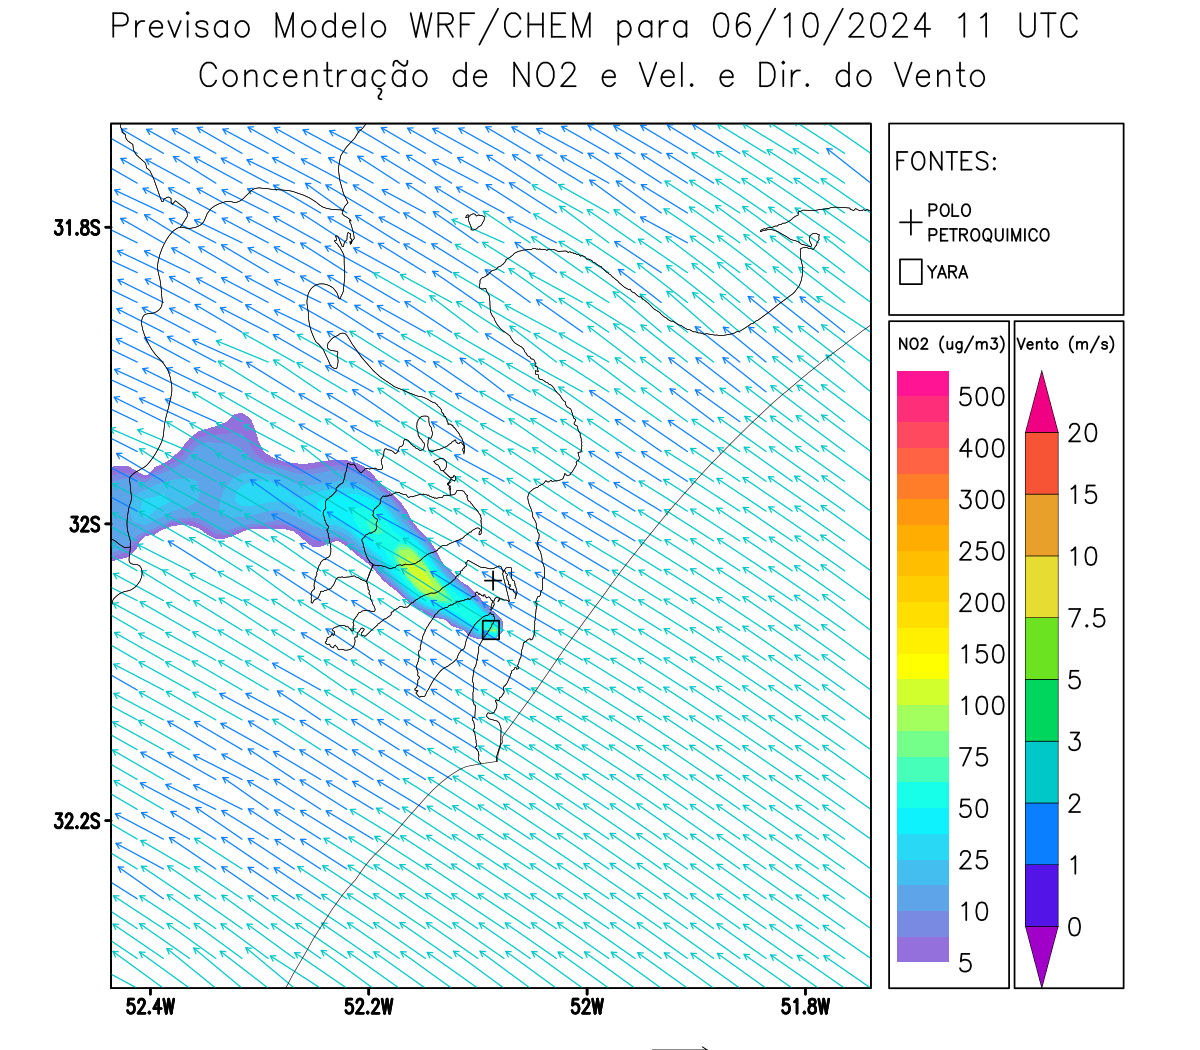 Previsao Modelo WRF/CHEM para 06/10/2024 11 UTC
Concentração de NO2 e Vel. e Dir. do Vento
FONTES:
POLO
PETROQUIMICO
YARA
31.8S
32S
32.2S
52.4W
52.2W
52W
51.8W
NO2 (ug/m3)
500
400
300
250
200
150
100
75
50
25
10
5
Vento (m/s)
20
15
10
7.5
5
3
2
1
0